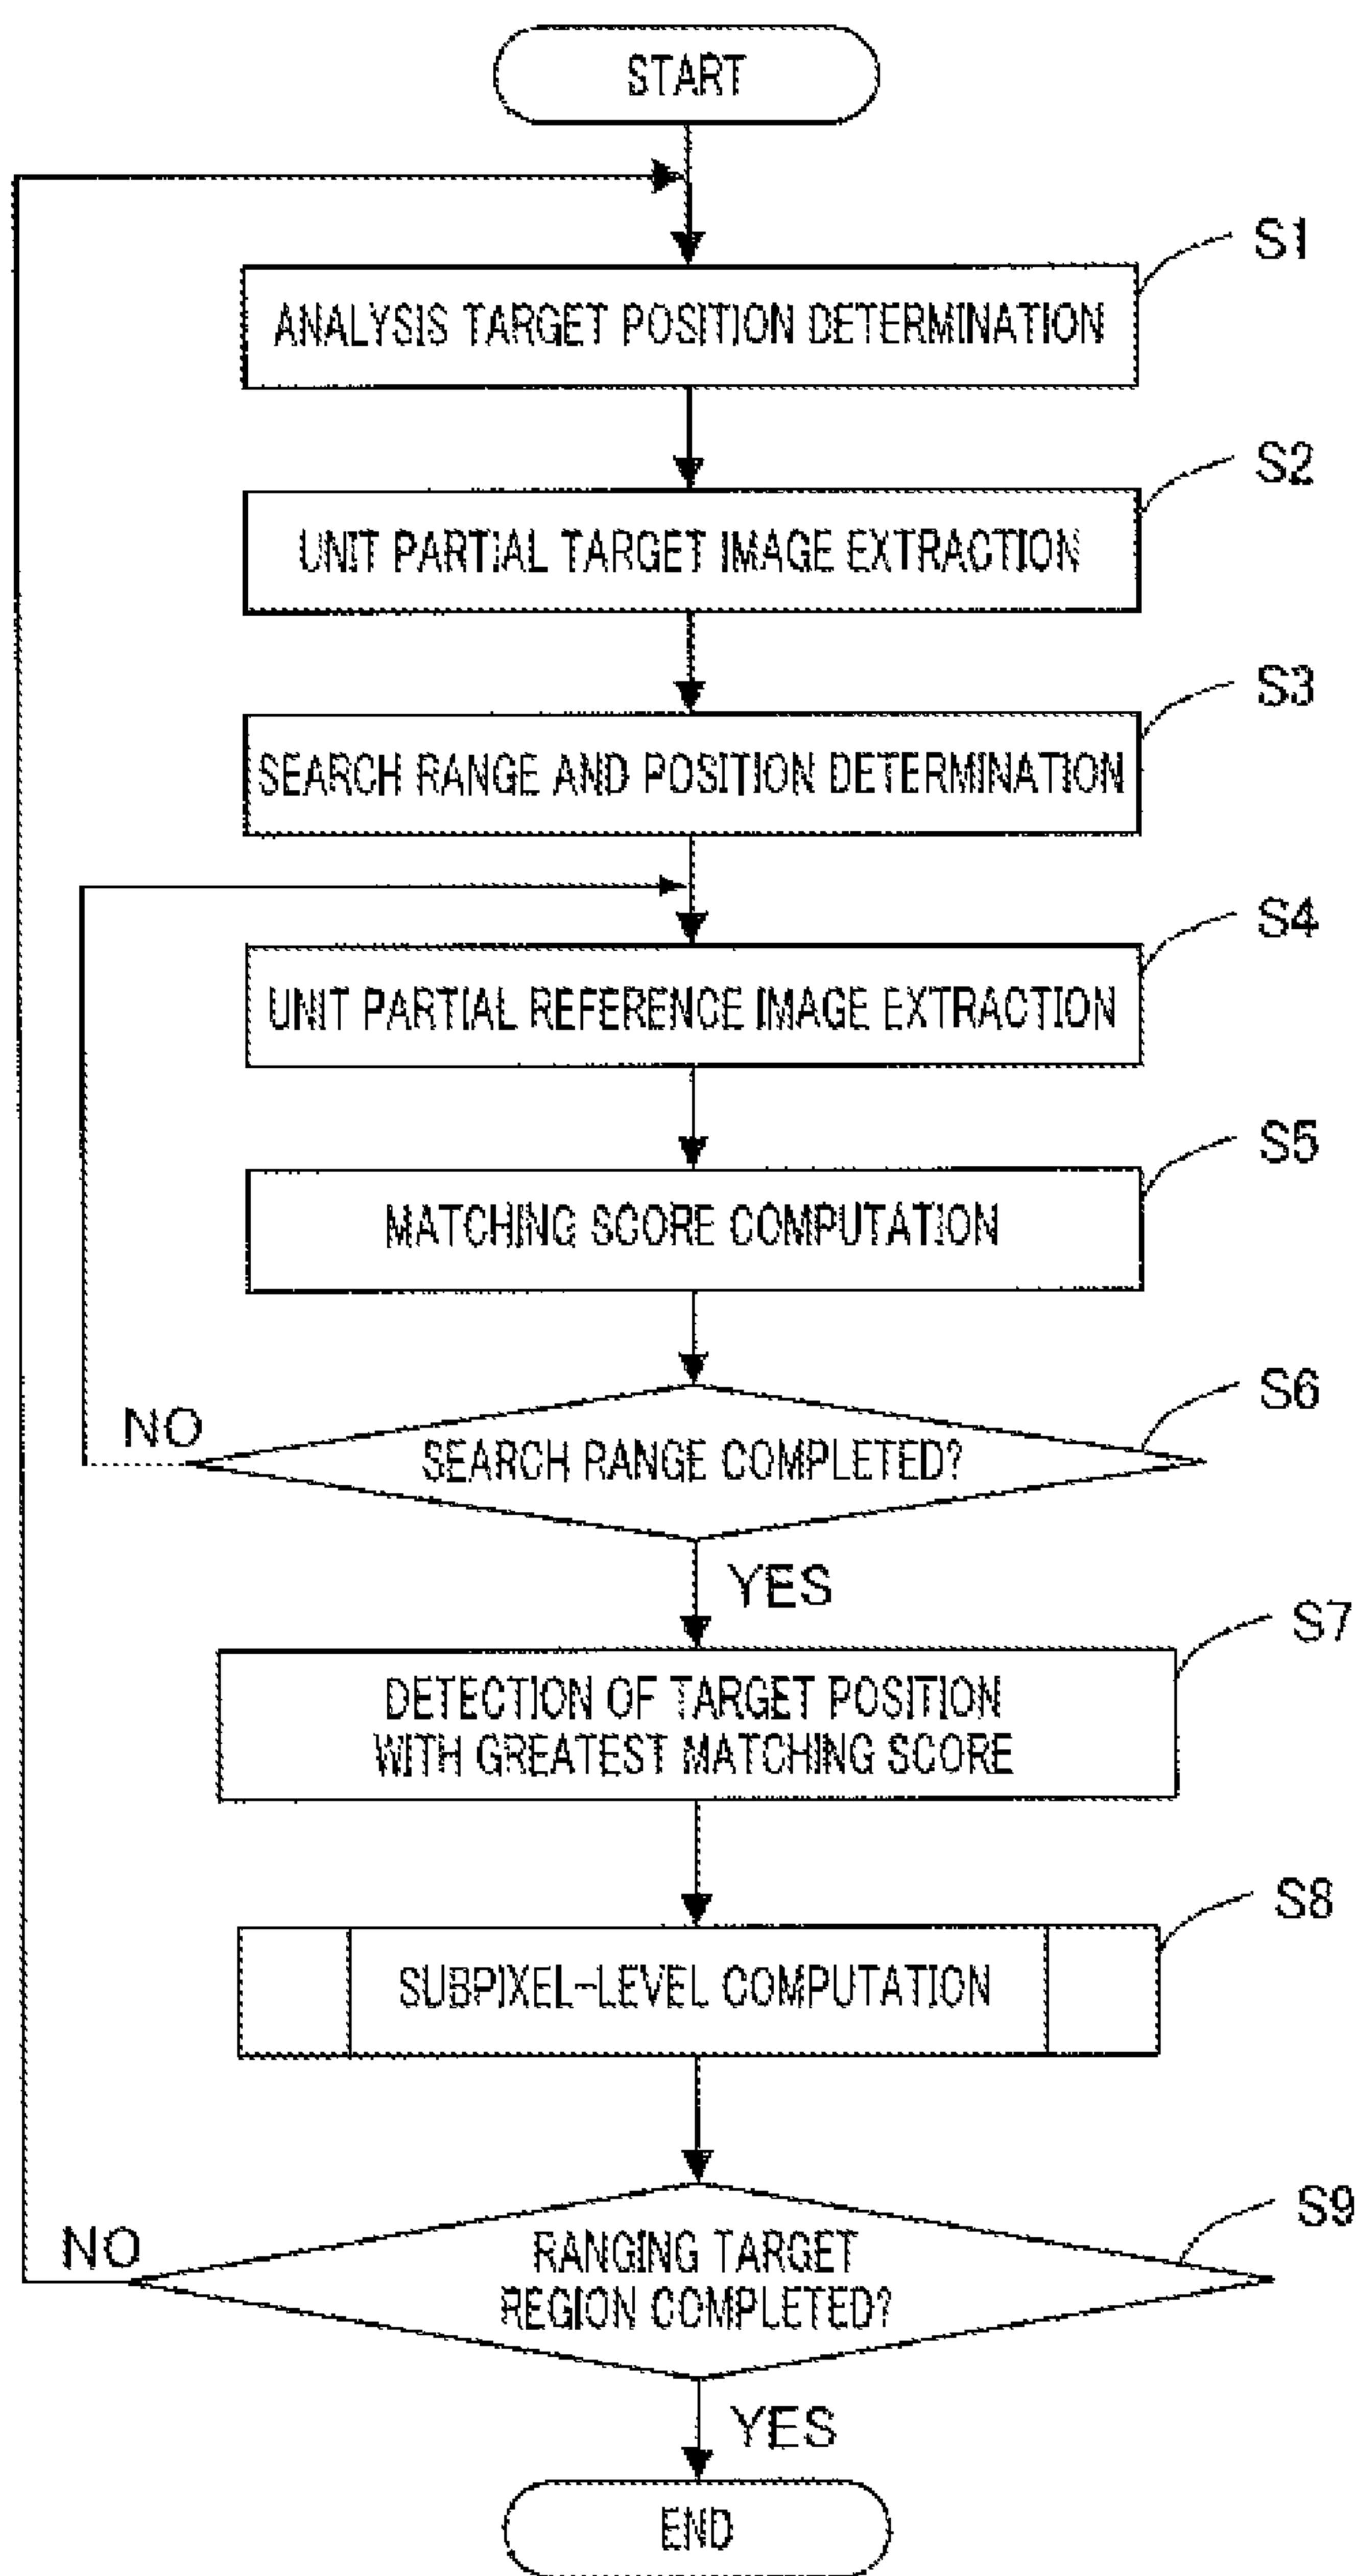 START
S1
ANALYSIS TARGET POSITION DETERMINATION
S2
UNIT PARTIAL TARGET IMAGE EXTRACTION
S3
SEARCH RANGE AND POSITION DETERMINATION
S4
UNIT PARTIAL REFERENCE IMAGE EXTRACTION
S5
MATCHING SCORE COMPUTATION
S6
NO
SEARCH RANGE COMPLETED?
YES
S7
DETECTION OF TARGET POSITION
WITH GREATEST MATCHING SCORE
S8
SUBPIXEL-LEVEL COMPUTATION
S9
NO
RANGING TARGET
REGION COMPLETED?
YES
END